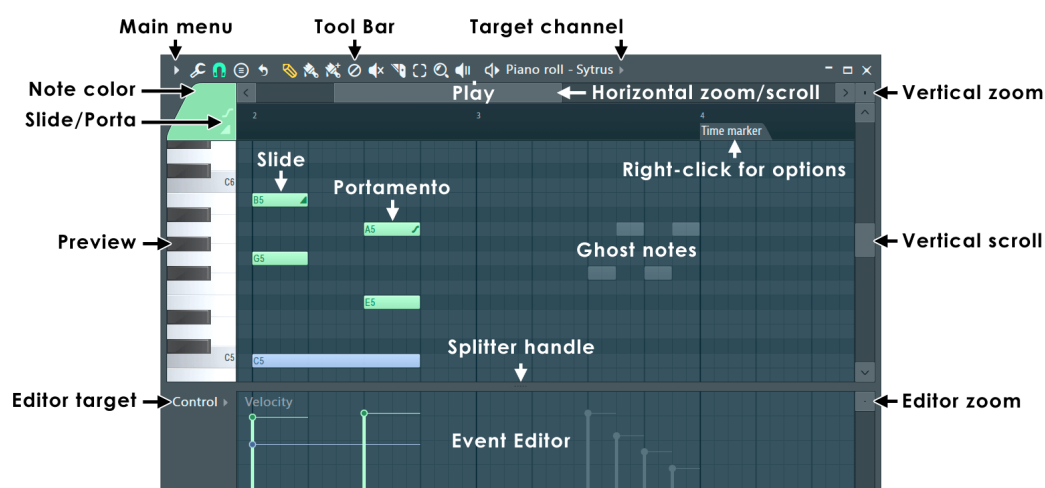 Main menu
Tool Bar
Target channel
Piano roll - Sytrus
Note color
Play
Horizontal zoom/scroll
Vertical zoom
Slide/Porta
2
3
4
Time marker
Slide
Right-click for options
C6
Portamento
B5
A5
Preview
Ghost notes
Vertical scroll
G5
E5
Splitter handle
C5
C5
Editor target
Control
Velocity
Editor zoom
Event Editor